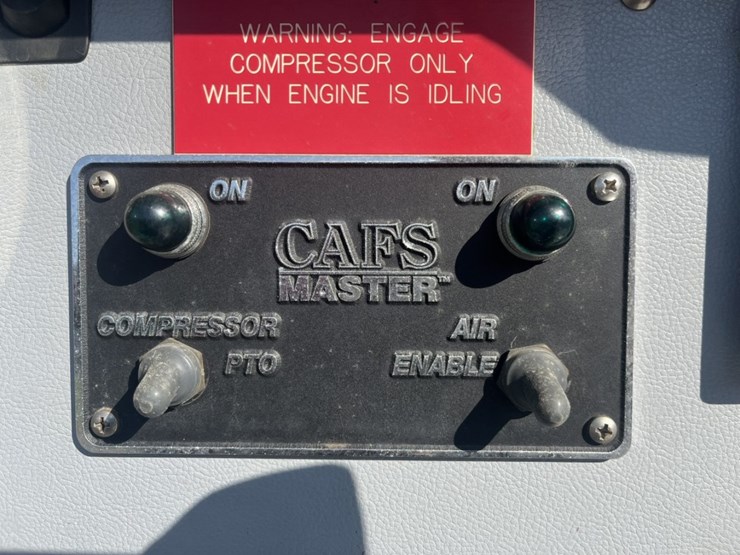 WARNING: ENGAGE
COMPRESSOR ONLY
WHEN ENGINE IS IDLING
ON
ON
CAFS
MASTER™
COMPRESSOR
PTO
AIR
ENABLE